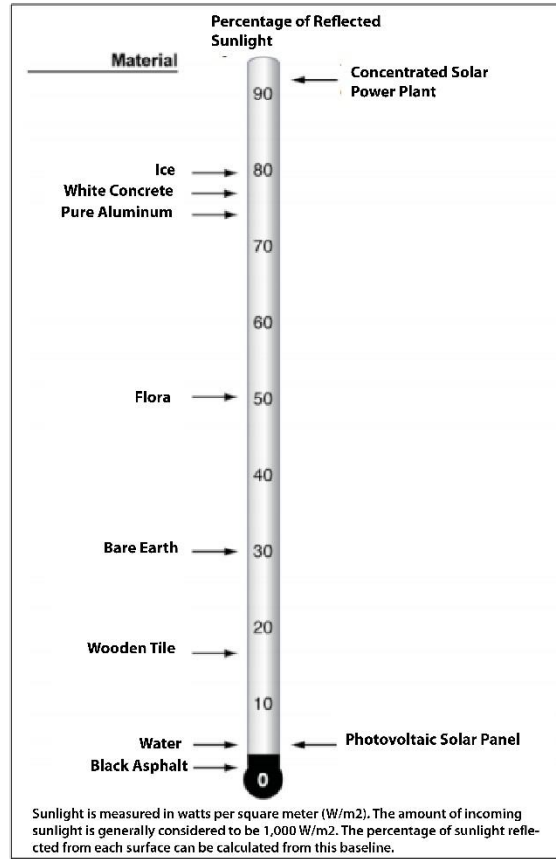 Percentage of Reflected
Sunlight
Material
Concentrated Solar
Power Plant
90
Ice
80
White Concrete
Pure Aluminum
70
60
Flora
50
40
Bare Earth
30
20
Wooden Tile
10
Water
Photovoltaic Solar Panel
Black Asphalt
0
Sunlight is measured in watts per square meter (W/m2). The amount of incoming
sunlight is generally considered to be 1,000 W/m2. The percentage of sunlight refle-
cted from each surface can be calculated from this baseline.